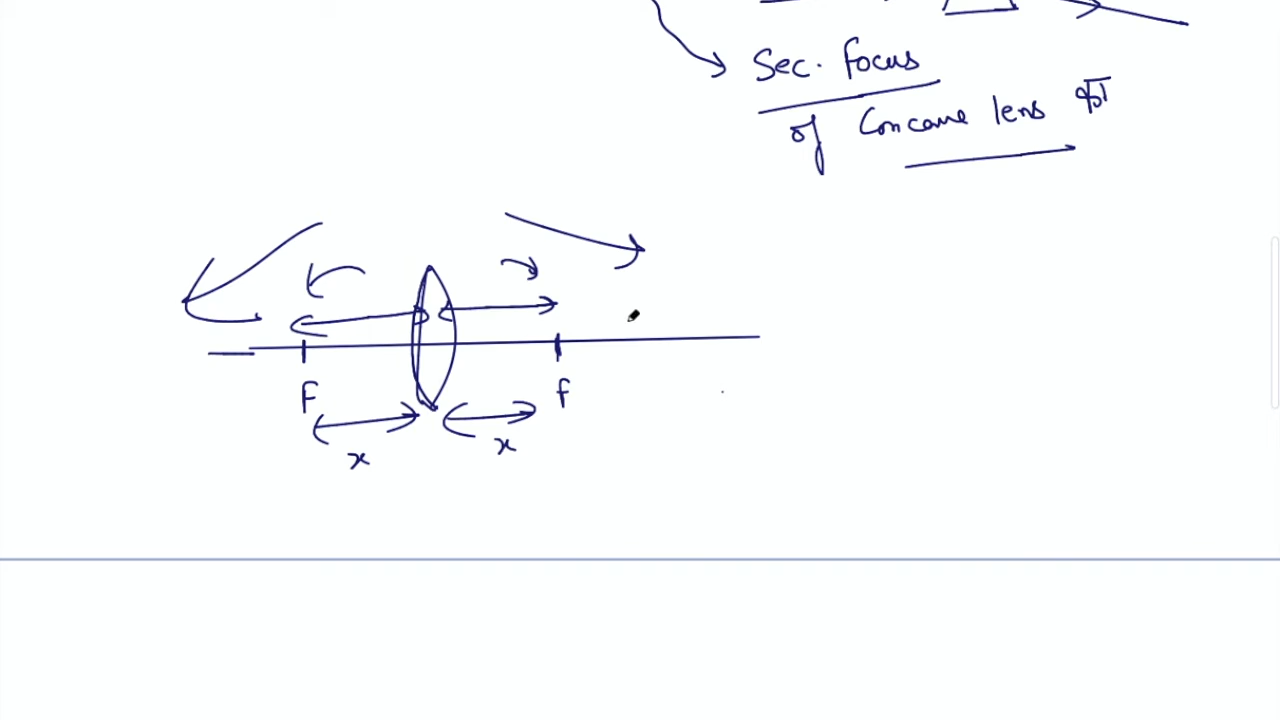 Sec. focus
of Concave lens का
F
f
x
x